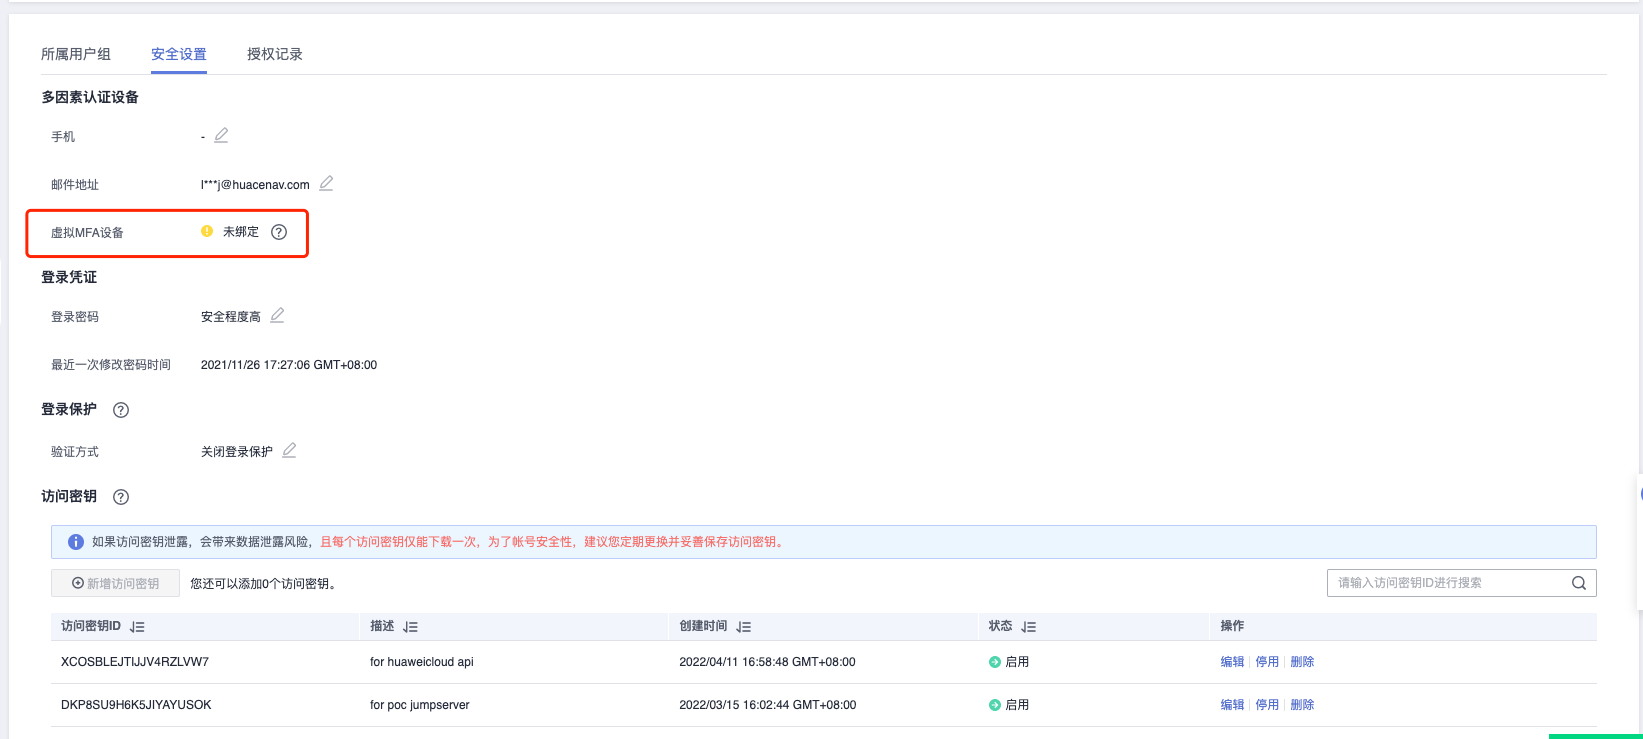 所属用户组 安全设置 授权记录
多因素认证设备
手机 -
邮件地址 l***j@huacenav.com
虚拟MFA设备 未绑定
登录凭证
登录密码 安全程度高
最近一次修改密码时间 2021/11/26 17:27:06 GMT+08:00
登录保护
验证方式 关闭登录保护
访问密钥
如果访问密钥泄露，会带来数据泄露风险，且每个访问密钥仅能下载一次，为了帐号安全性，建议您定期更换并妥善保存访问密钥。
新增访问密钥 您还可以添加0个访问密钥。 请输入访问密钥ID进行搜索
访问密钥ID 描述 创建时间 状态 操作
XCOSBLEJTIJJV4RZLVW7 for huaweicloud api 2022/04/11 16:58:48 GMT+08:00 启用 编辑 停用 删除
DKP8SU9H6K5JIYAYUSOK for poc jumpserver 2022/03/15 16:02:44 GMT+08:00 启用 编辑 停用 删除